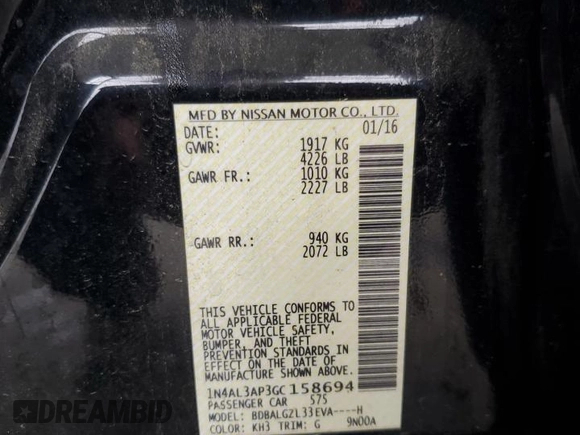 MFD BY NISSAN MOTOR CO., LTD.
DATE: 01/16
GVWR: 1917 KG
4226 LB
GAWR FR.: 1010 KG
2227 LB
GAWR RR.: 940 KG
2072 LB
THIS VEHICLE CONFORMS TO
ALL APPLICABLE FEDERAL
MOTOR VEHICLE SAFETY,
BUMPER, AND THEFT
PREVENTION STANDARDS IN
EFFECT ON THE DATE OF
MANUFACTURE SHOWN ABOVE.
1N4AL3AP3GC158694
PASSENGER CAR 575
MODEL: BDBALGZL33EVA----H
COLOR: KH3 TRIM: G 9N00A
DREAMBID CARS